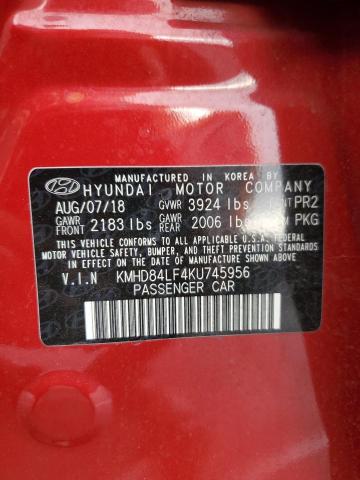 MANUFACTURED IN KOREA BY
HYUNDAI MOTOR COMPANY
AUG/07/18 GVWR 3924 lbs PR2
GAWR FRONT 2183 lbs GAWR REAR 2006 lbs PKG
THIS VEHICLE CONFORMS TO ALL APPLICABLE U.S.A. FEDERAL
MOTOR VEHICLE SAFETY, BUMPER, AND THEFT PREVENTION STANDARDS
IN EFFECT ON THE DATE OF MANUFACTURE SHOWN ABOVE.
V.I.N KMHD84LF4KU745956
PASSENGER CAR